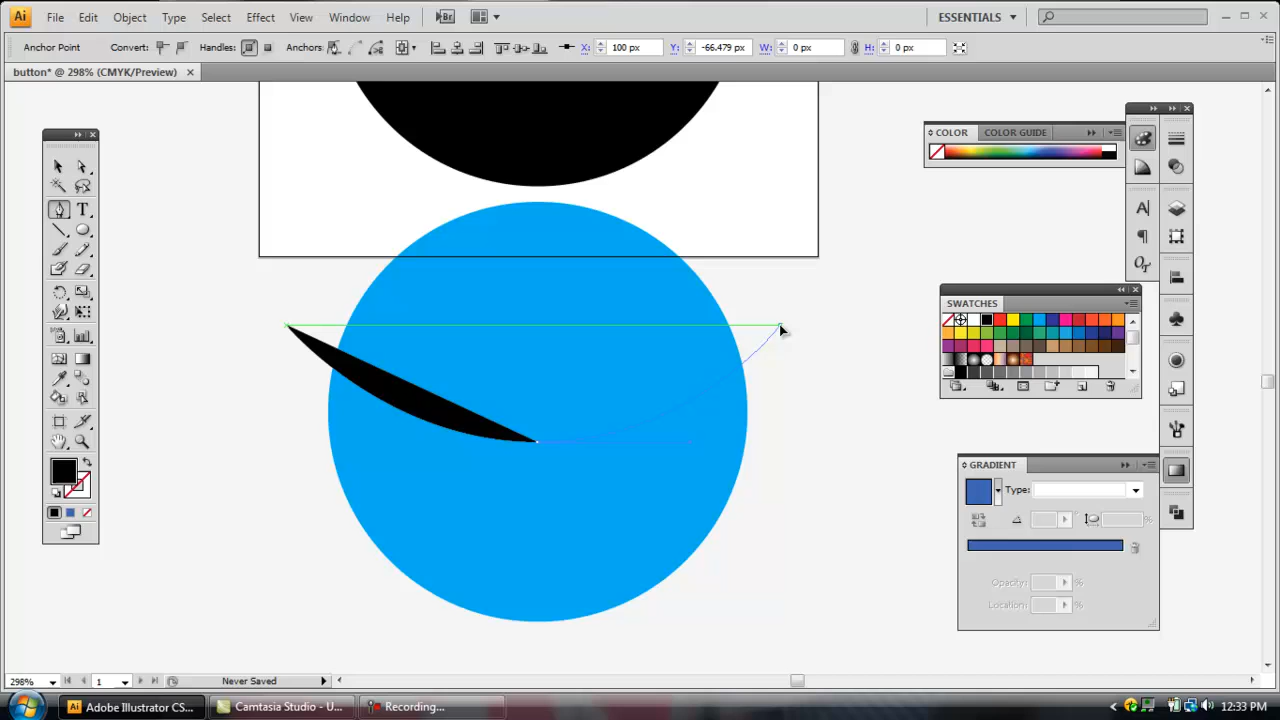 Ai File Edit Object Type Select Effect View Window Help Br ESSENTIALS
Anchor Point Convert: Handles: Anchors: X: 100 px Y: -66.479 px W: 0 px H: 0 px
button* @ 298% (CMYK/Preview)
COLOR COLOR GUIDE
T
A
SWATCHES
GRADIENT
Type:
%
Opacity: %
Location: %
298% 1 Never Saved
Ai Adobe Illustrator CS... Camtasia Studio - U... Recording... 12:33 PM